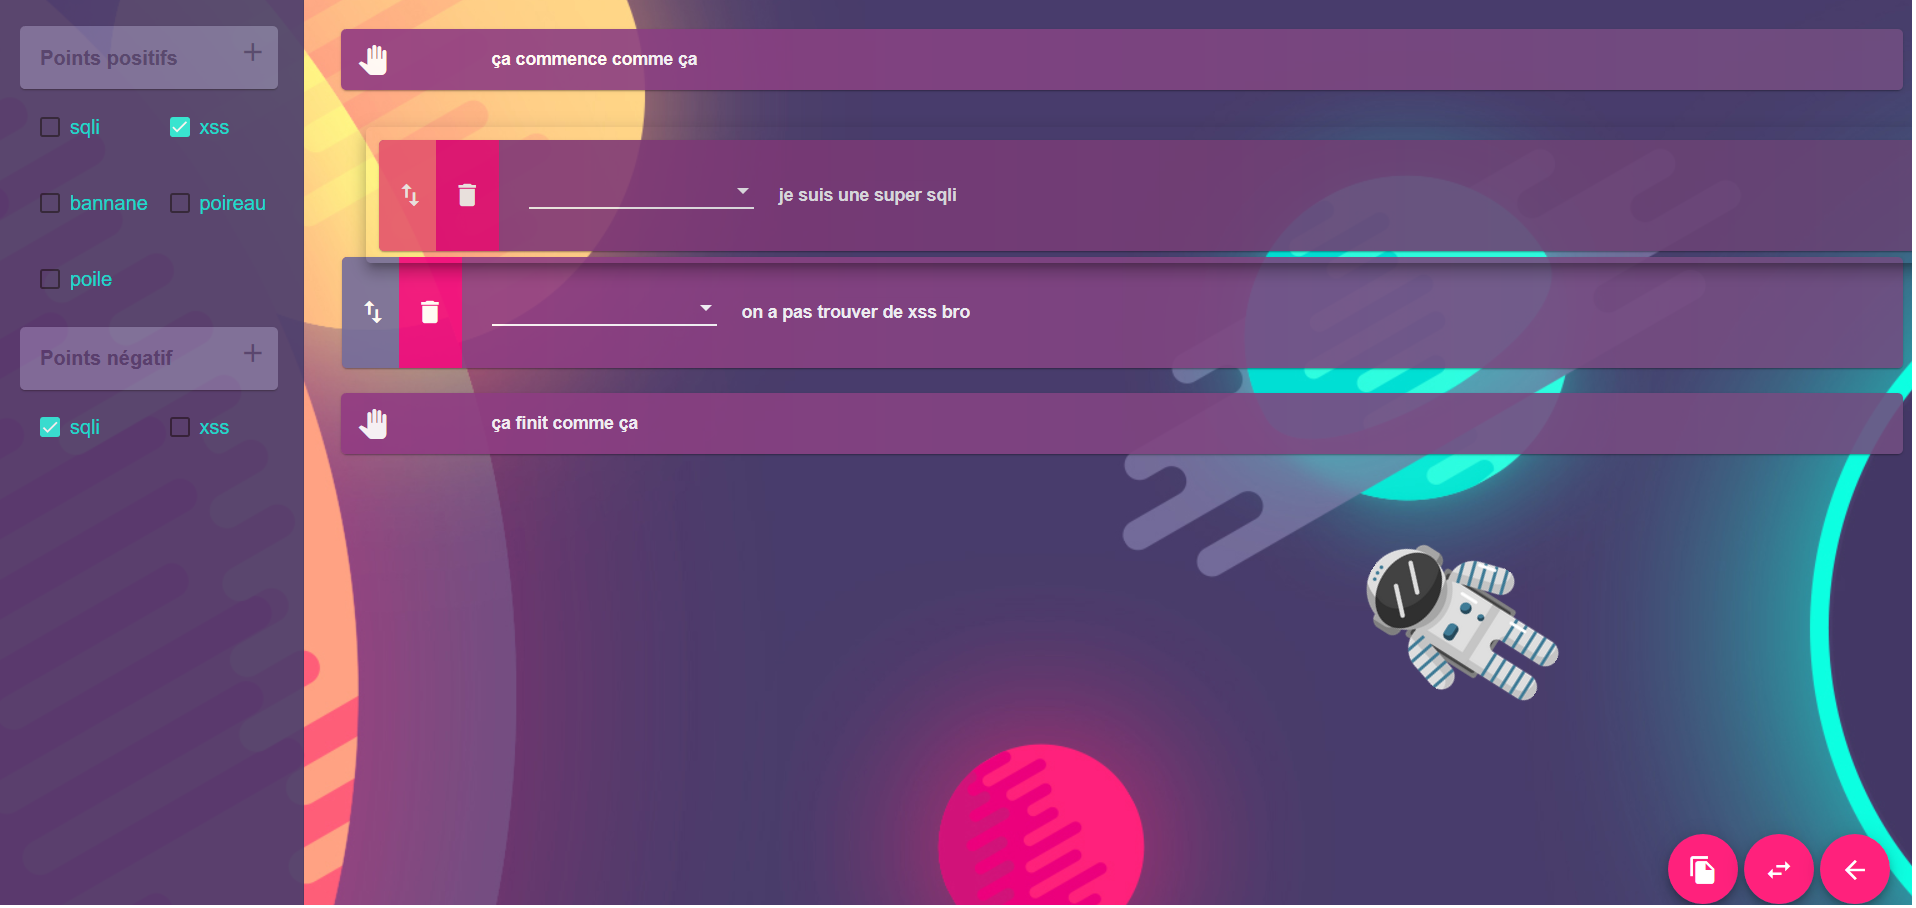 Points positifs
sqli
xss
bannane
poireau
poile
Points négatif
sqli
xss
ça commence comme ça
je suis une super sqli
on a pas trouver de xss bro
ça finit comme ça